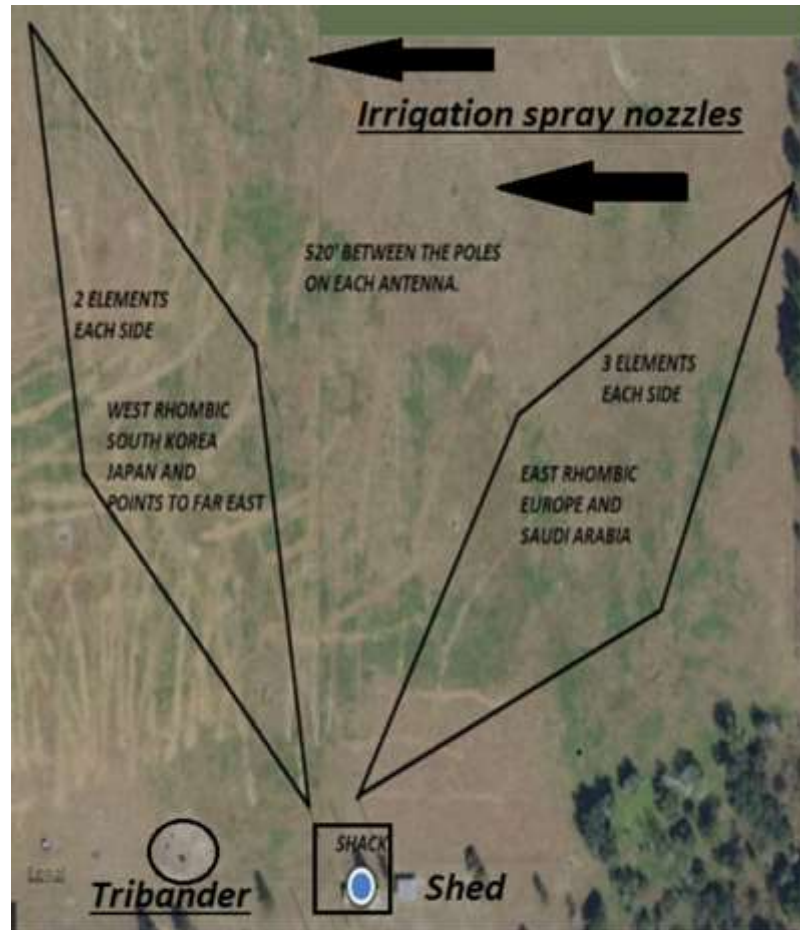 Irrigation spray nozzles
520' BETWEEN THE POLES
ON EACH ANTENNA.
2 ELEMENTS
EACH SIDE
3 ELEMENTS
EACH SIDE
WEST RHOMBIC
SOUTH KOREA
JAPAN AND
POINTS TO FAR EAST
EAST RHOMBIC
EUROPE AND
SAUDI ARABIA
SHACK
Tribander
Shed